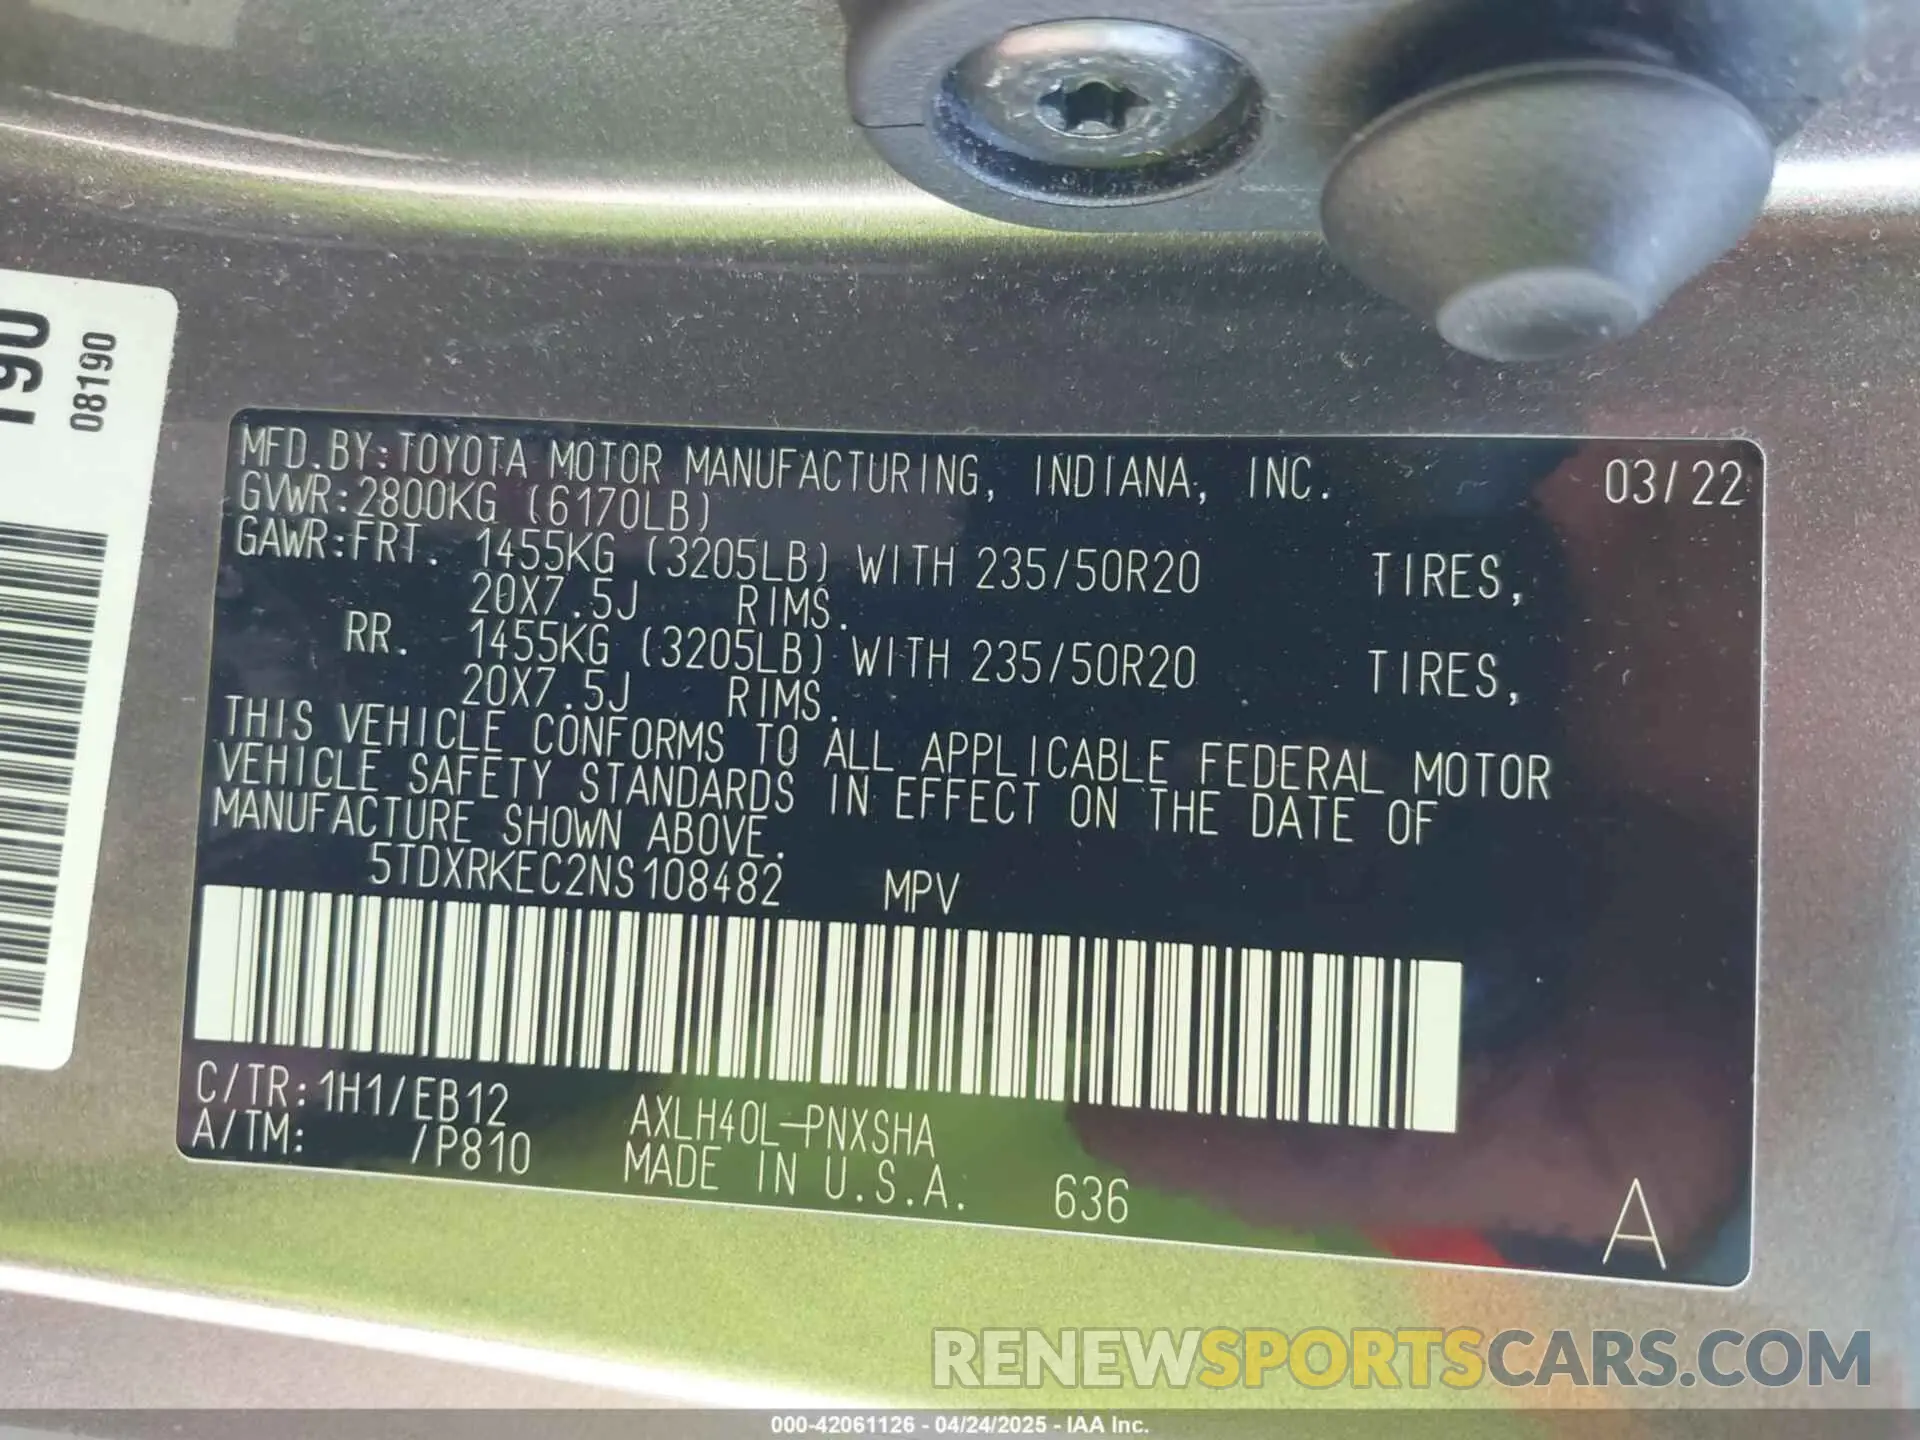 190
08190
MFD.BY:TOYOTA MOTOR MANUFACTURING, INDIANA, INC. 03/22
GVWR:2800KG (6170LB)
GAWR:FRT. 1455KG (3205LB) WITH 235/50R20 TIRES,
20X7.5J RIMS.
RR. 1455KG (3205LB) WITH 235/50R20 TIRES,
20X7.5J RIMS.
THIS VEHICLE CONFORMS TO ALL APPLICABLE FEDERAL MOTOR
VEHICLE SAFETY STANDARDS IN EFFECT ON THE DATE OF
MANUFACTURE SHOWN ABOVE.
5TDXRKEC2NS108482 MPV
C/TR:1H1/EB12 AXLH40L-PNXSHA
A/TM: /P810 MADE IN U.S.A. 636
A
RENEWSPORTSCARS.COM
000-42061126 - 04/24/2025 - IAA Inc.